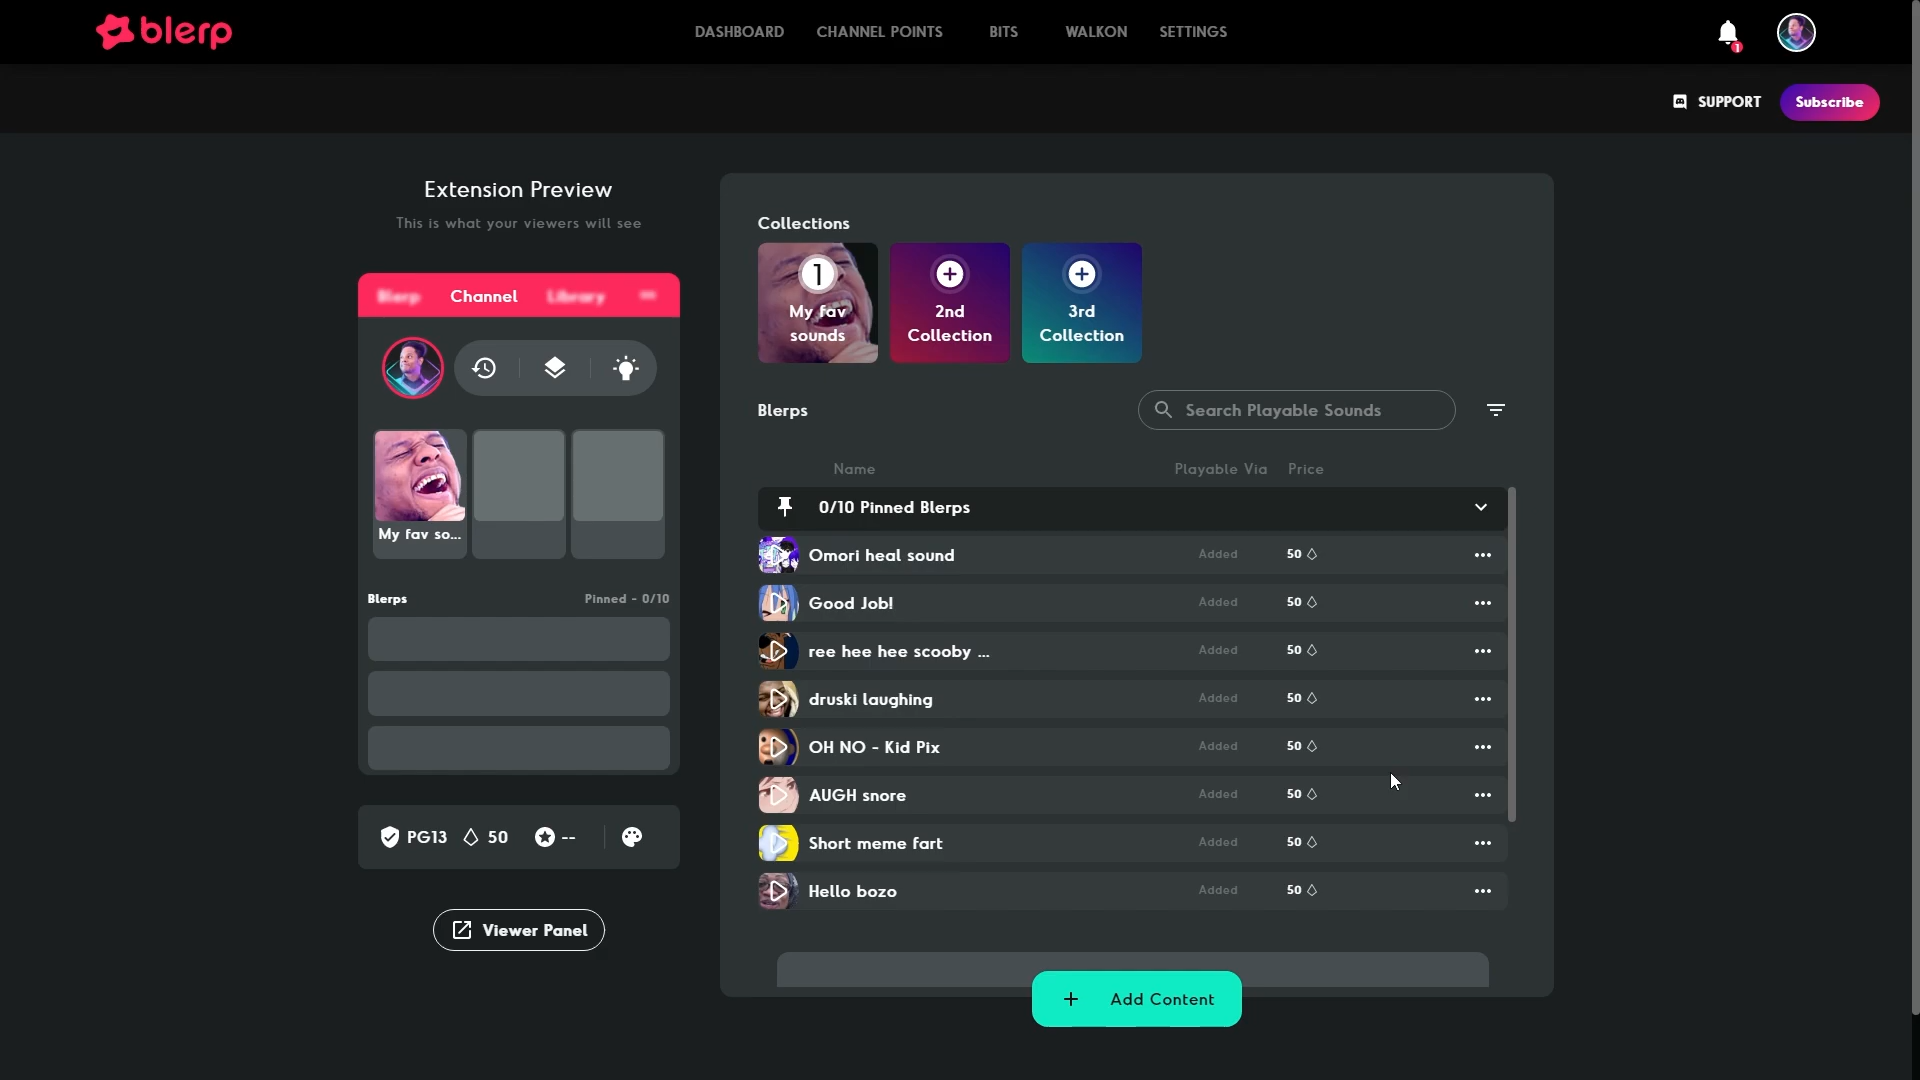 blerp
DASHBOARD
CHANNEL POINTS
BITS
WALKON
SETTINGS
1
SUPPORT
Subscribe
Extension Preview
This is what your viewers will see
Blerp
Channel
Library
My fav so...
Blerps
Pinned - 0/10
PG13
50
--
Viewer Panel
Collections
1
My fav
sounds
2nd
Collection
3rd
Collection
Blerps
Search Playable Sounds
Name
Playable Via
Price
0/10 Pinned Blerps
Omori heal sound
Added
50
Good Job!
Added
50
ree hee hee scooby ...
Added
50
druski laughing
Added
50
OH NO - Kid Pix
Added
50
AUGH snore
Added
50
Short meme fart
Added
50
Hello bozo
Added
50
+ Add Content